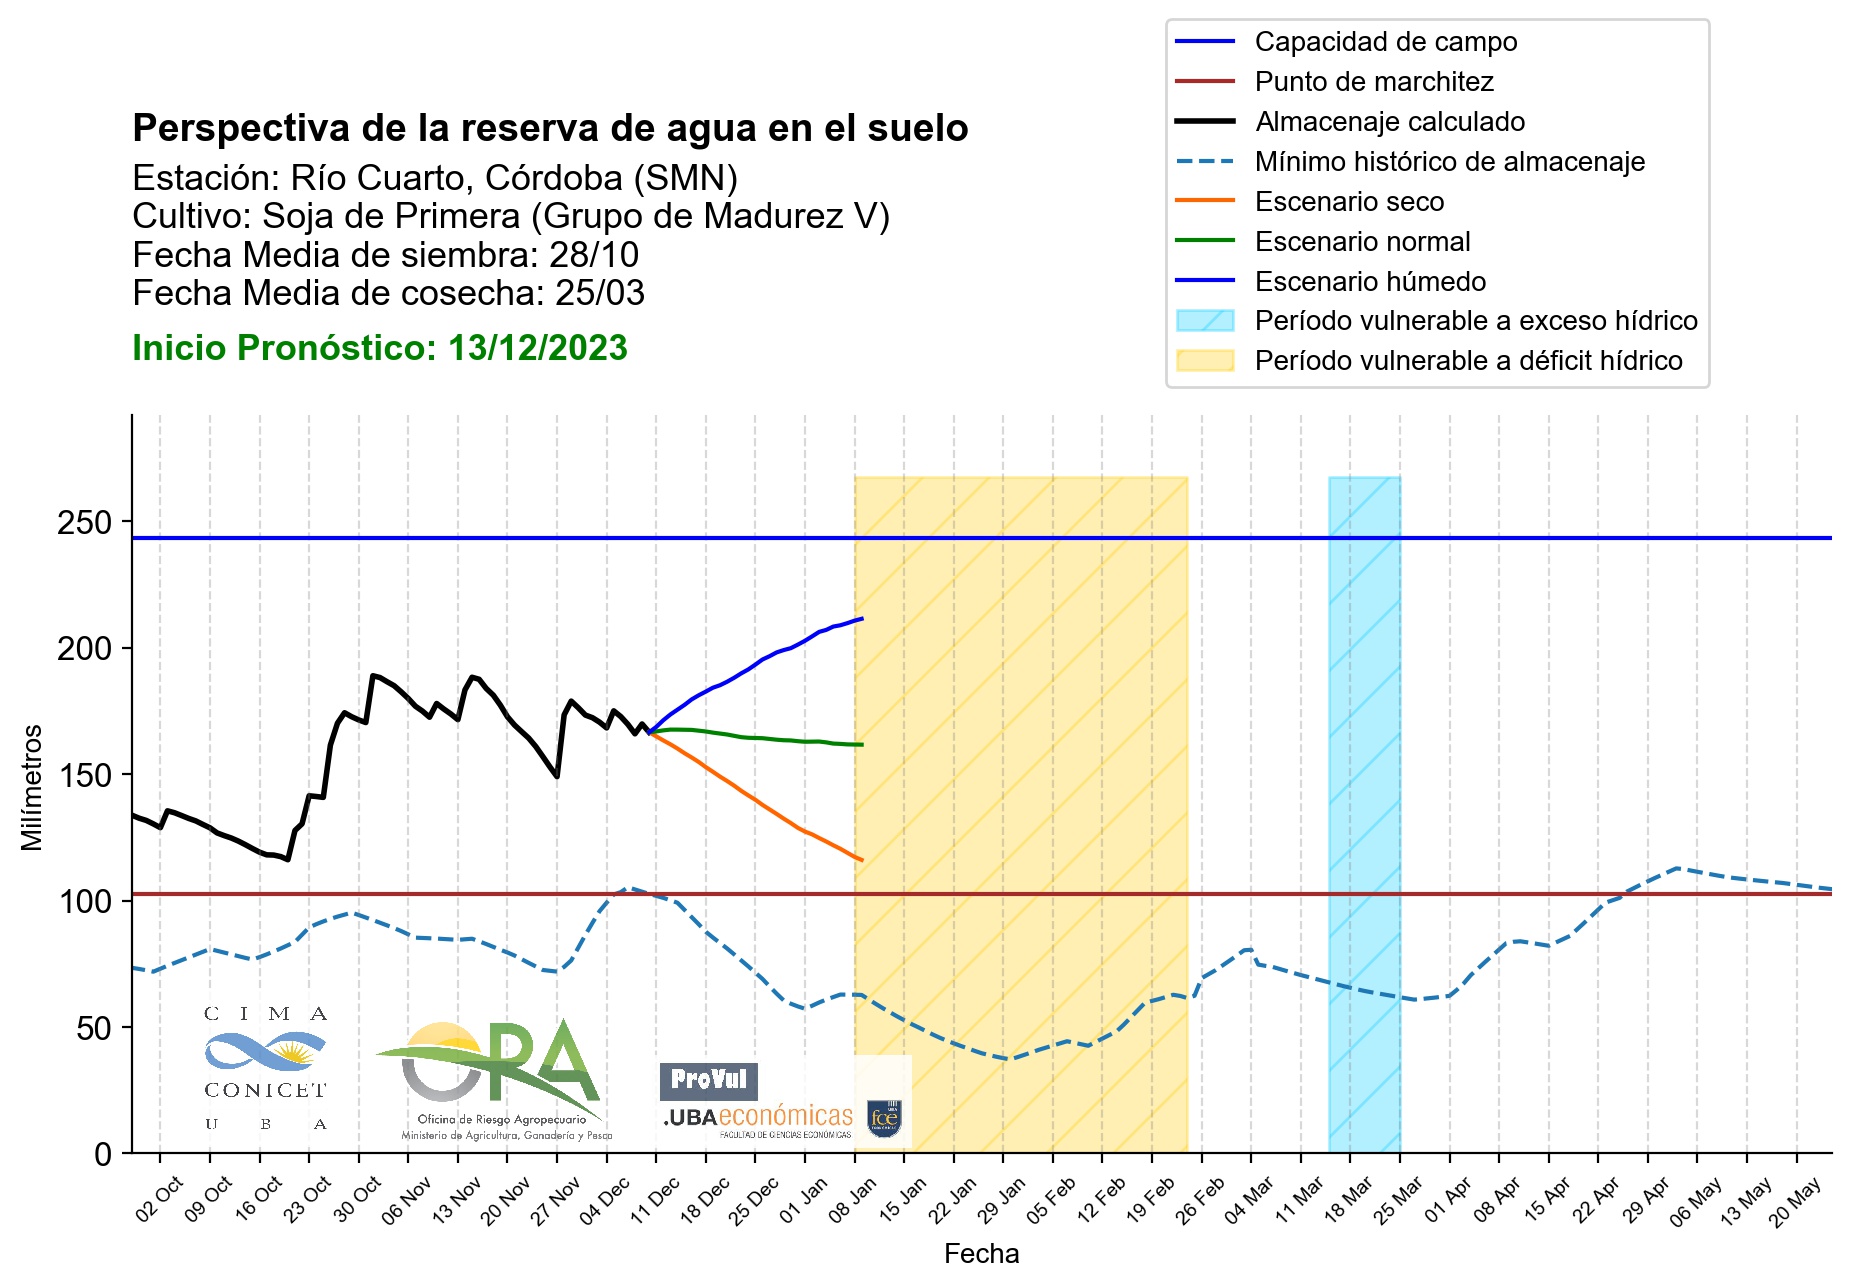 Capacidad de campo
Punto de marchitez
Almacenaje calculado
Mínimo histórico de almacenaje
Escenario seco
Escenario normal
Escenario húmedo
Período vulnerable a exceso hídrico
Período vulnerable a déficit hídrico
Perspectiva de la reserva de agua en el suelo
Estación: Río Cuarto, Córdoba (SMN)
Cultivo: Soja de Primera (Grupo de Madurez V)
Fecha Media de siembra: 28/10
Fecha Media de cosecha: 25/03
Inicio Pronóstico: 13/12/2023
Milímetros
250
200
150
100
50
0
C I M A
CONICET
U B A
ORA
Oficina de Riesgo Agropecuario
Ministerio de Agricultura, Ganadería y Pesca
ProVul
.UBAeconómicas
FACULTAD DE CIENCIAS ECONÓMICAS
UBA
fce
02 Oct
09 Oct
16 Oct
23 Oct
30 Oct
06 Nov
13 Nov
20 Nov
27 Nov
04 Dec
11 Dec
18 Dec
25 Dec
01 Jan
08 Jan
15 Jan
22 Jan
29 Jan
05 Feb
12 Feb
19 Feb
26 Feb
04 Mar
11 Mar
18 Mar
25 Mar
01 Apr
08 Apr
15 Apr
22 Apr
29 Apr
06 May
13 May
20 May
Fecha